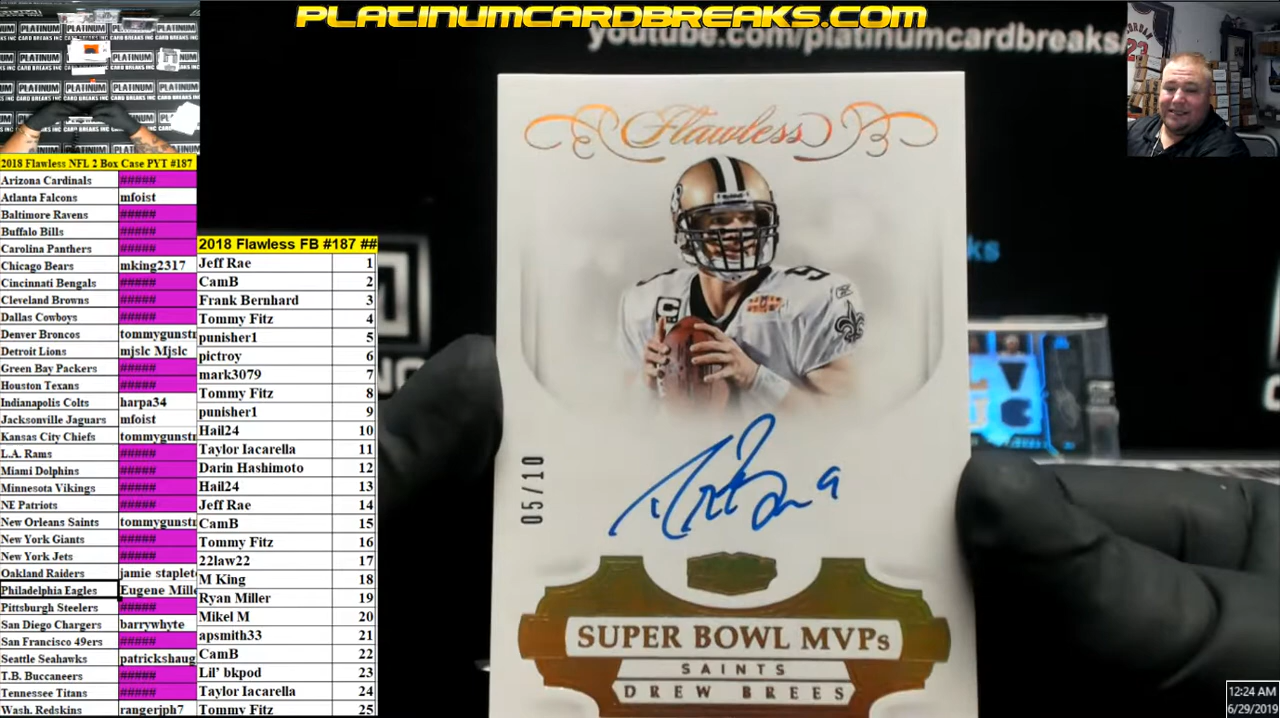 PLATINUMCARDBREAKS.COM
youtube.com/platinumcardbreaks/
2018 Flawless NFL 2 Box Case PYT #187
Arizona Cardinals #####
Atlanta Falcons mfoist
Baltimore Ravens #####
Buffalo Bills #####
Carolina Panthers #####
Chicago Bears mking2317
Cincinnati Bengals #####
Cleveland Browns #####
Dallas Cowboys #####
Denver Broncos tommygunstr
Detroit Lions mjslc Mjslc
Green Bay Packers #####
Houston Texans #####
Indianapolis Colts harpa34
Jacksonville Jaguars mfoist
Kansas City Chiefs tommygunstr
L.A. Rams #####
Miami Dolphins #####
Minnesota Vikings #####
NE Patriots #####
New Orleans Saints tommygunstr
New York Giants #####
New York Jets #####
Oakland Raiders jamie staplet
Philadelphia Eagles Eugene Mill
Pittsburgh Steelers #####
San Diego Chargers barrywhyte
San Francisco 49ers #####
Seattle Seahawks patrickshaug
T.B. Buccaneers #####
Tennessee Titans #####
Wash. Redskins rangerjph7
2018 Flawless FB #187 ##
Jeff Rae 1
CamB 2
Frank Bernhard 3
Tommy Fitz 4
punisher1 5
pictroy 6
mark3079 7
Tommy Fitz 8
punisher1 9
Hail24 10
Taylor Iacarella 11
Darin Hashimoto 12
Hail24 13
Jeff Rae 14
CamB 15
Tommy Fitz 16
22law22 17
M King 18
Ryan Miller 19
Mikel M 20
apsmith33 21
CamB 22
Lil' bkpod 23
Taylor Iacarella 24
Tommy Fitz 25
Flawless
05/10
SUPER BOWL MVPs
SAINTS
DREW BREES
12:24 AM
6/29/2019